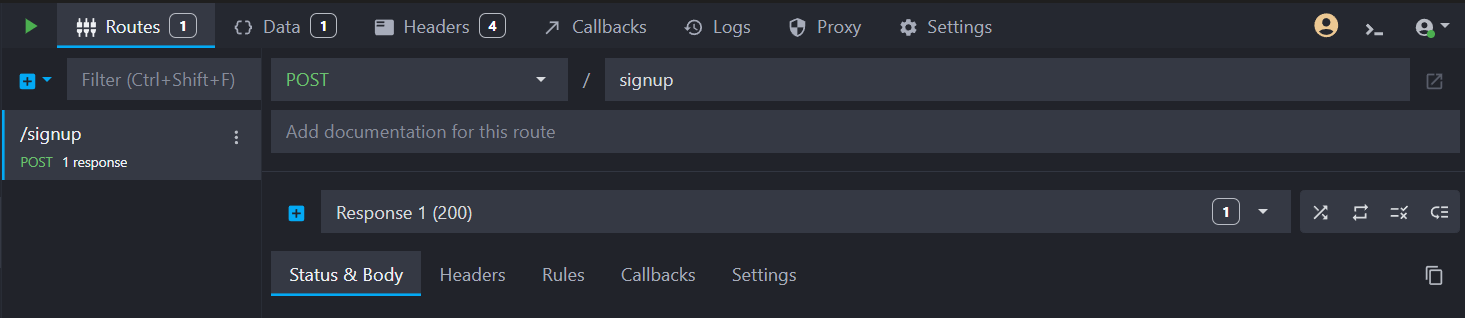 Routes 1 Data 1 Headers 4 Callbacks Logs Proxy Settings
Filter (Ctrl+Shift+F) POST / signup
/signup
POST 1 response
Add documentation for this route
Response 1 (200) 1
Status & Body Headers Rules Callbacks Settings